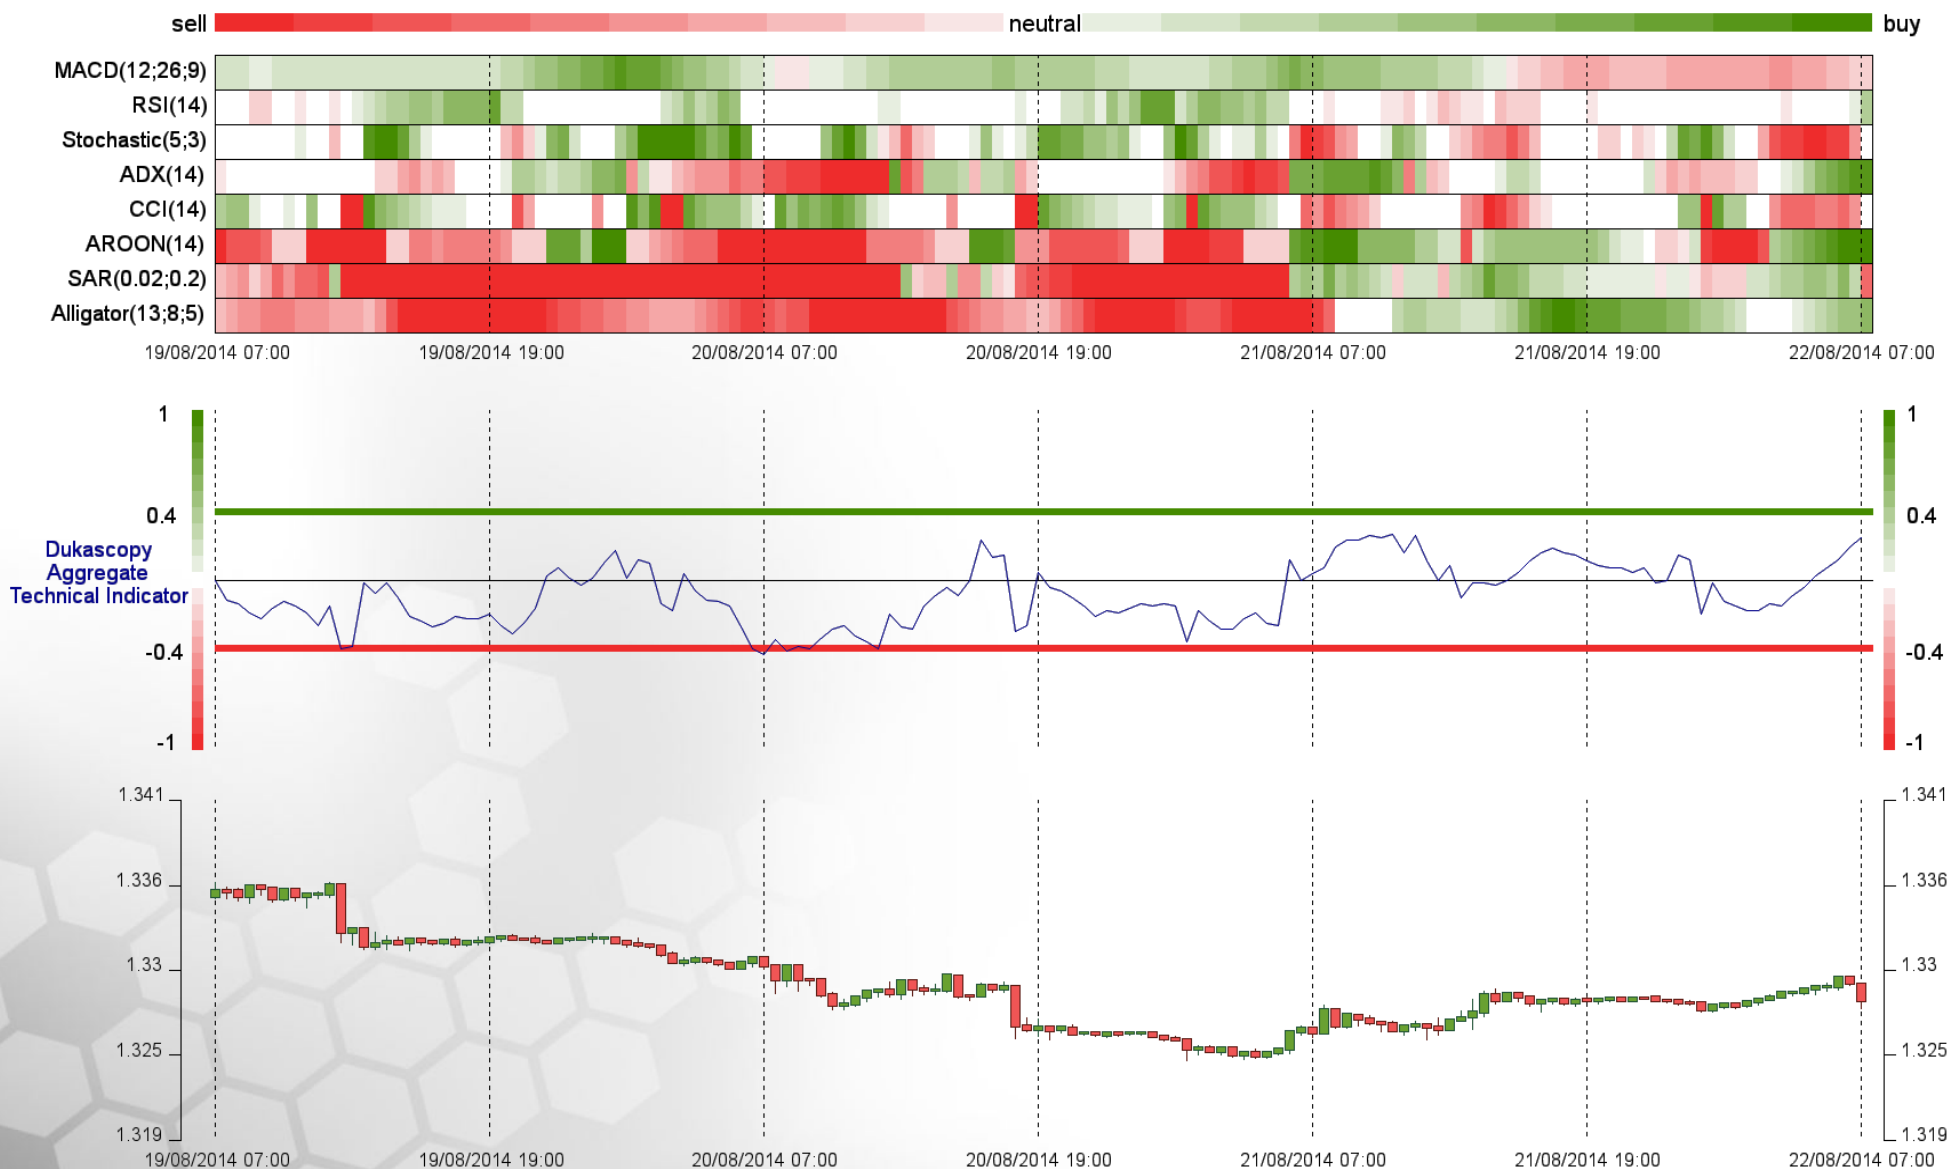 sell neutral buy
MACD(12;26;9)
RSI(14)
Stochastic(5;3)
ADX(14)
CCI(14)
AROON(14)
SAR(0.02;0.2)
Alligator(13;8;5)
19/08/2014 07:00 19/08/2014 19:00 20/08/2014 07:00 20/08/2014 19:00 21/08/2014 07:00 21/08/2014 19:00 22/08/2014 07:00
1 1
0.4 0.4
Dukascopy
Aggregate
Technical Indicator
-0.4 -0.4
-1 -1
1.341 1.341
1.336 1.336
1.33 1.33
1.325 1.325
1.319 1.319
19/08/2014 07:00 19/08/2014 19:00 20/08/2014 07:00 20/08/2014 19:00 21/08/2014 07:00 21/08/2014 19:00 22/08/2014 07:00